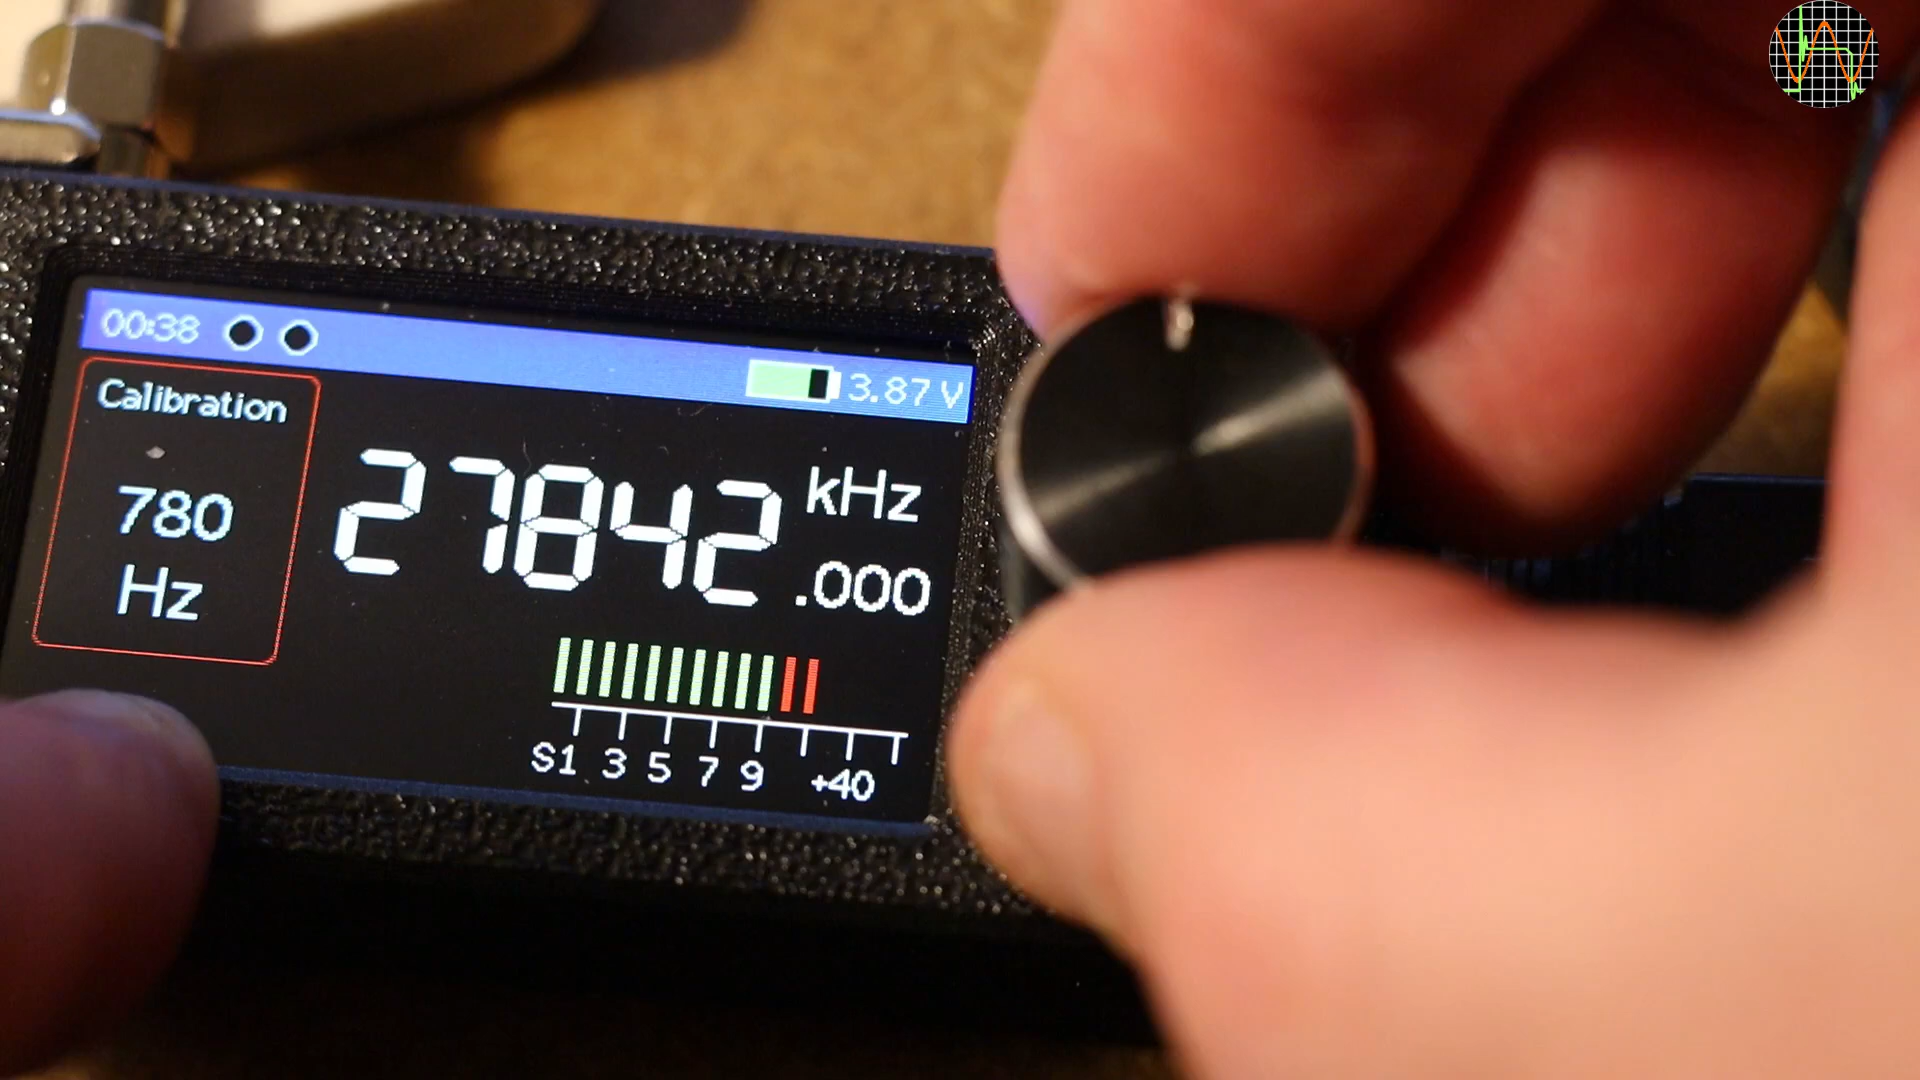 00:38
3.87 V
Calibration
780
Hz
27842 kHz
.000
S1 3 5 7 9 +40